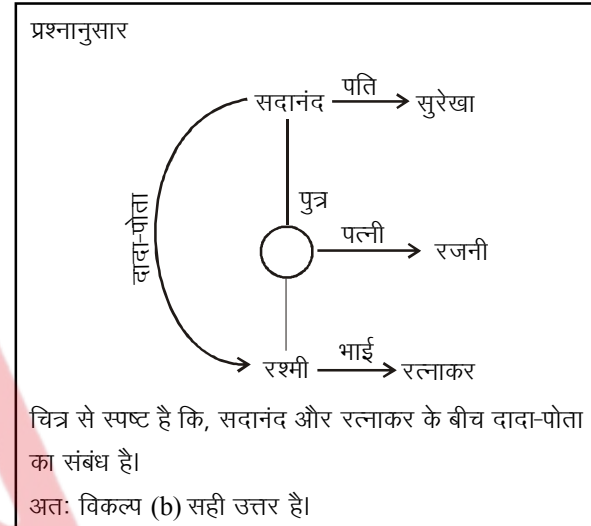 प्रश्नानुसार
सदानंद पति सुरेखा
पुत्र
दादा-पोता
पत्नी रजनी
रश्मी भाई रत्नाकर
चित्र से स्पष्ट है कि, सदानंद और रत्नाकर के बीच दादा-पोता
का संबंध है।
अतः विकल्प (b) सही उत्तर है।